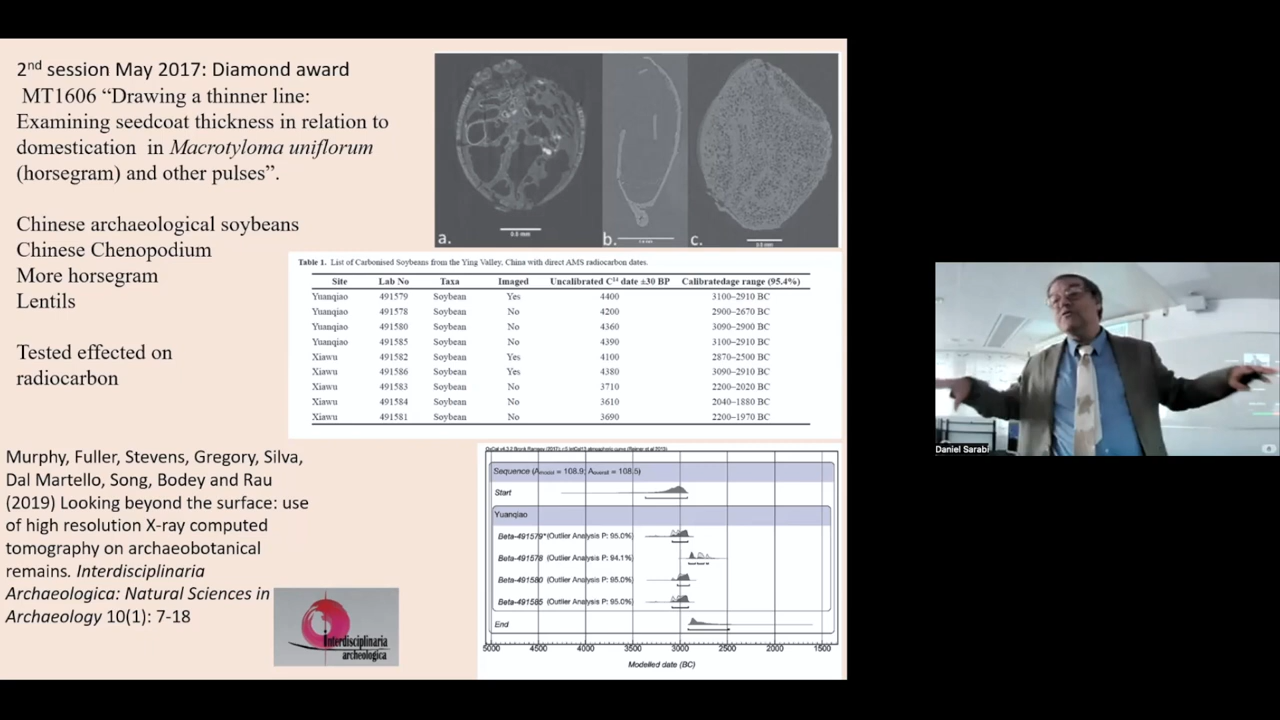 2nd session May 2017: Diamond award
MT1606 “Drawing a thinner line:
Examining seedcoat thickness in relation to
domestication in Macrotyloma uniflorum
(horsegram) and other pulses”.
Chinese archaeological soybeans
Chinese Chenopodium
More horsegram
Lentils
Tested effected on
radiocarbon
Murphy, Fuller, Stevens, Gregory, Silva,
Dal Martello, Song, Bodey and Rau
(2019) Looking beyond the surface: use
of high resolution X-ray computed
tomography on archaeobotanical
remains. Interdisciplinaria
Archaeologica: Natural Sciences in
Archaeology 10(1): 7-18
Interdisciplinaria
archaeologica
a.
b.
c.
Table 1. List of Carbonised Soybeans from the Ying Valley, China with direct AMS radiocarbon dates.
Site Lab No Taxa Imaged Uncalibrated C14 date ±30 BP Calibratedage range (95.4%)
Yuanqiao 491579 Soybean Yes 4400 3100–2910 BC
Yuanqiao 491578 Soybean No 4200 2900–2670 BC
Yuanqiao 491580 Soybean No 4360 3090–2900 BC
Yuanqiao 491585 Soybean No 4390 3100–2910 BC
Xiawu 491582 Soybean Yes 4100 2870–2500 BC
Xiawu 491586 Soybean Yes 4380 3090–2910 BC
Xiawu 491583 Soybean No 3710 2200–2020 BC
Xiawu 491584 Soybean No 3610 2040–1880 BC
Xiawu 491581 Soybean No 3690 2200–1970 BC
Sequence (Amodel = 108.9; Aoverall = 108.5)
Start
Yuanqiao
Beta-491579* (Outlier Analysis P: 95.0%)
Beta-491578 (Outlier Analysis P: 94.1%)
Beta-491580 (Outlier Analysis P: 95.0%)
Beta-491585 (Outlier Analysis P: 95.0%)
End
5000 4500 4000 3500 3000 2500 2000 1500
Modelled date (BC)
Daniel Sarabi